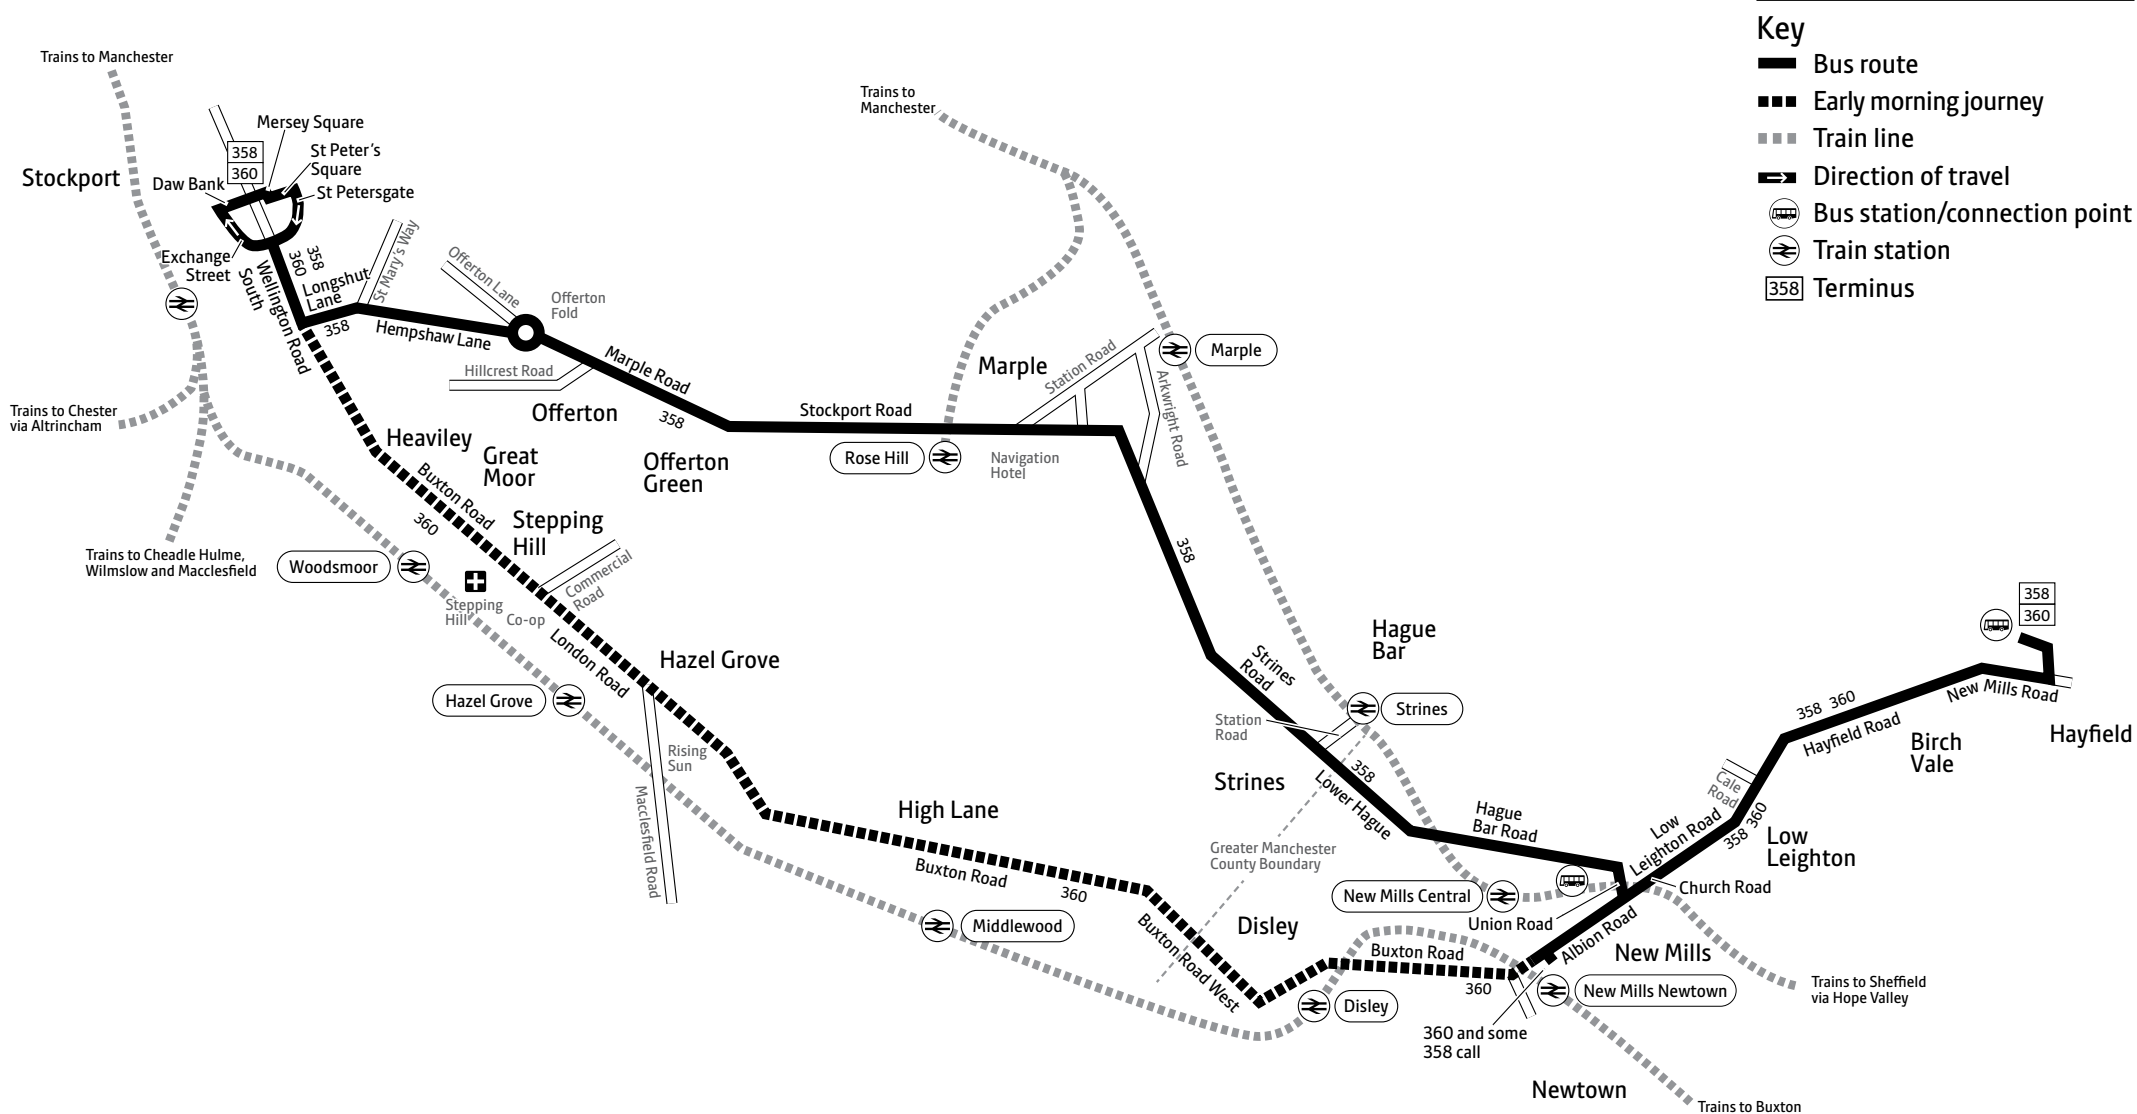 Key
Bus route
Early morning journey
Train line
Direction of travel
Bus station/connection point
Train station
358 Terminus
Trains to Manchester
Trains to
Manchester
Mersey Square
358
360
St Peter's
Square
Stockport
Daw Bank
St Petersgate
Exchange
Street
358
360
Wellington Road
South
Longshut
Lane
St Mary's Way
358
Hempshaw Lane
Offerton Lane
Offerton
Fold
Hillcrest Road
Marple Road
358
Offerton
Stockport Road
Marple
Station Road
Marple
Arkwright Road
Rose Hill
Navigation
Hotel
Offerton
Green
Trains to Chester
via Altrincham
Heaviley
Great
Moor
Buxton Road
360
Stepping
Hill
Commercial
Road
Trains to Cheadle Hulme,
Wilmslow and Macclesfield
Woodsmoor
Stepping
Hill
Co-op
London Road
Hazel Grove
Hazel Grove
Rising
Sun
Macclesfield Road
358
Hague
Bar
Strines
Road
Station
Road
Strines
Strines
358
Lower Hague
High Lane
Buxton Road
360
Greater Manchester
County Boundary
Hague
Bar Road
Low
Leighton Road
Cale
Road
358 360
Low
Leighton
358 360
Hayfield Road
Birch
Vale
New Mills Road
Hayfield
358
360
Middlewood
Buxton Road West
Disley
New Mills Central
Union Road
Church Road
Albion Road
Buxton Road
New Mills
360
Disley
New Mills Newtown
Trains to Sheffield
via Hope Valley
360 and some
358 call
Newtown
Trains to Buxton